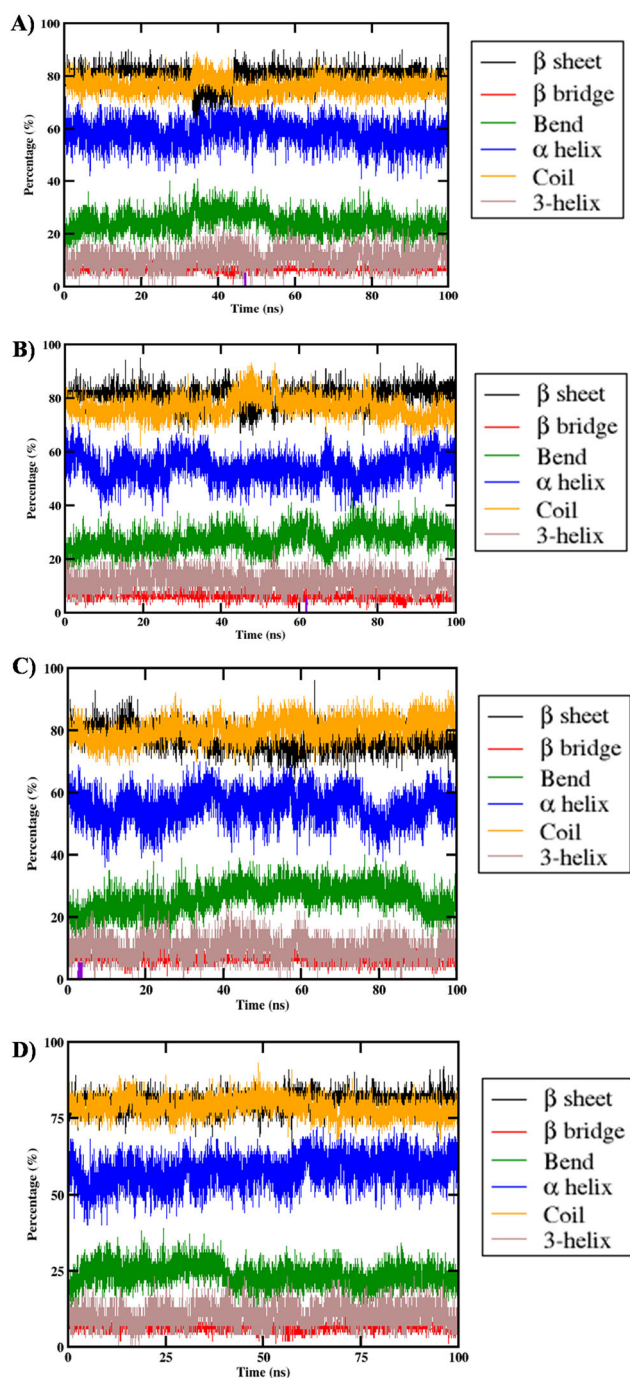 A)
Percentage (%)
100
80
60
40
20
0
0 20 40 60 80 100
Time (ns)
β sheet
β bridge
Bend
α helix
Coil
3-helix
B)
Percentage (%)
100
80
60
40
20
0
0 20 40 60 80 100
Time (ns)
β sheet
β bridge
Bend
α helix
Coil
3-helix
C)
Percentage (%)
100
80
60
40
20
0
0 20 40 60 80 100
Time (ns)
β sheet
β bridge
Bend
α helix
Coil
3-helix
D)
Percentage (%)
100
75
50
25
0
0 25 50 75 100
Time (ns)
β sheet
β bridge
Bend
α helix
Coil
3-helix